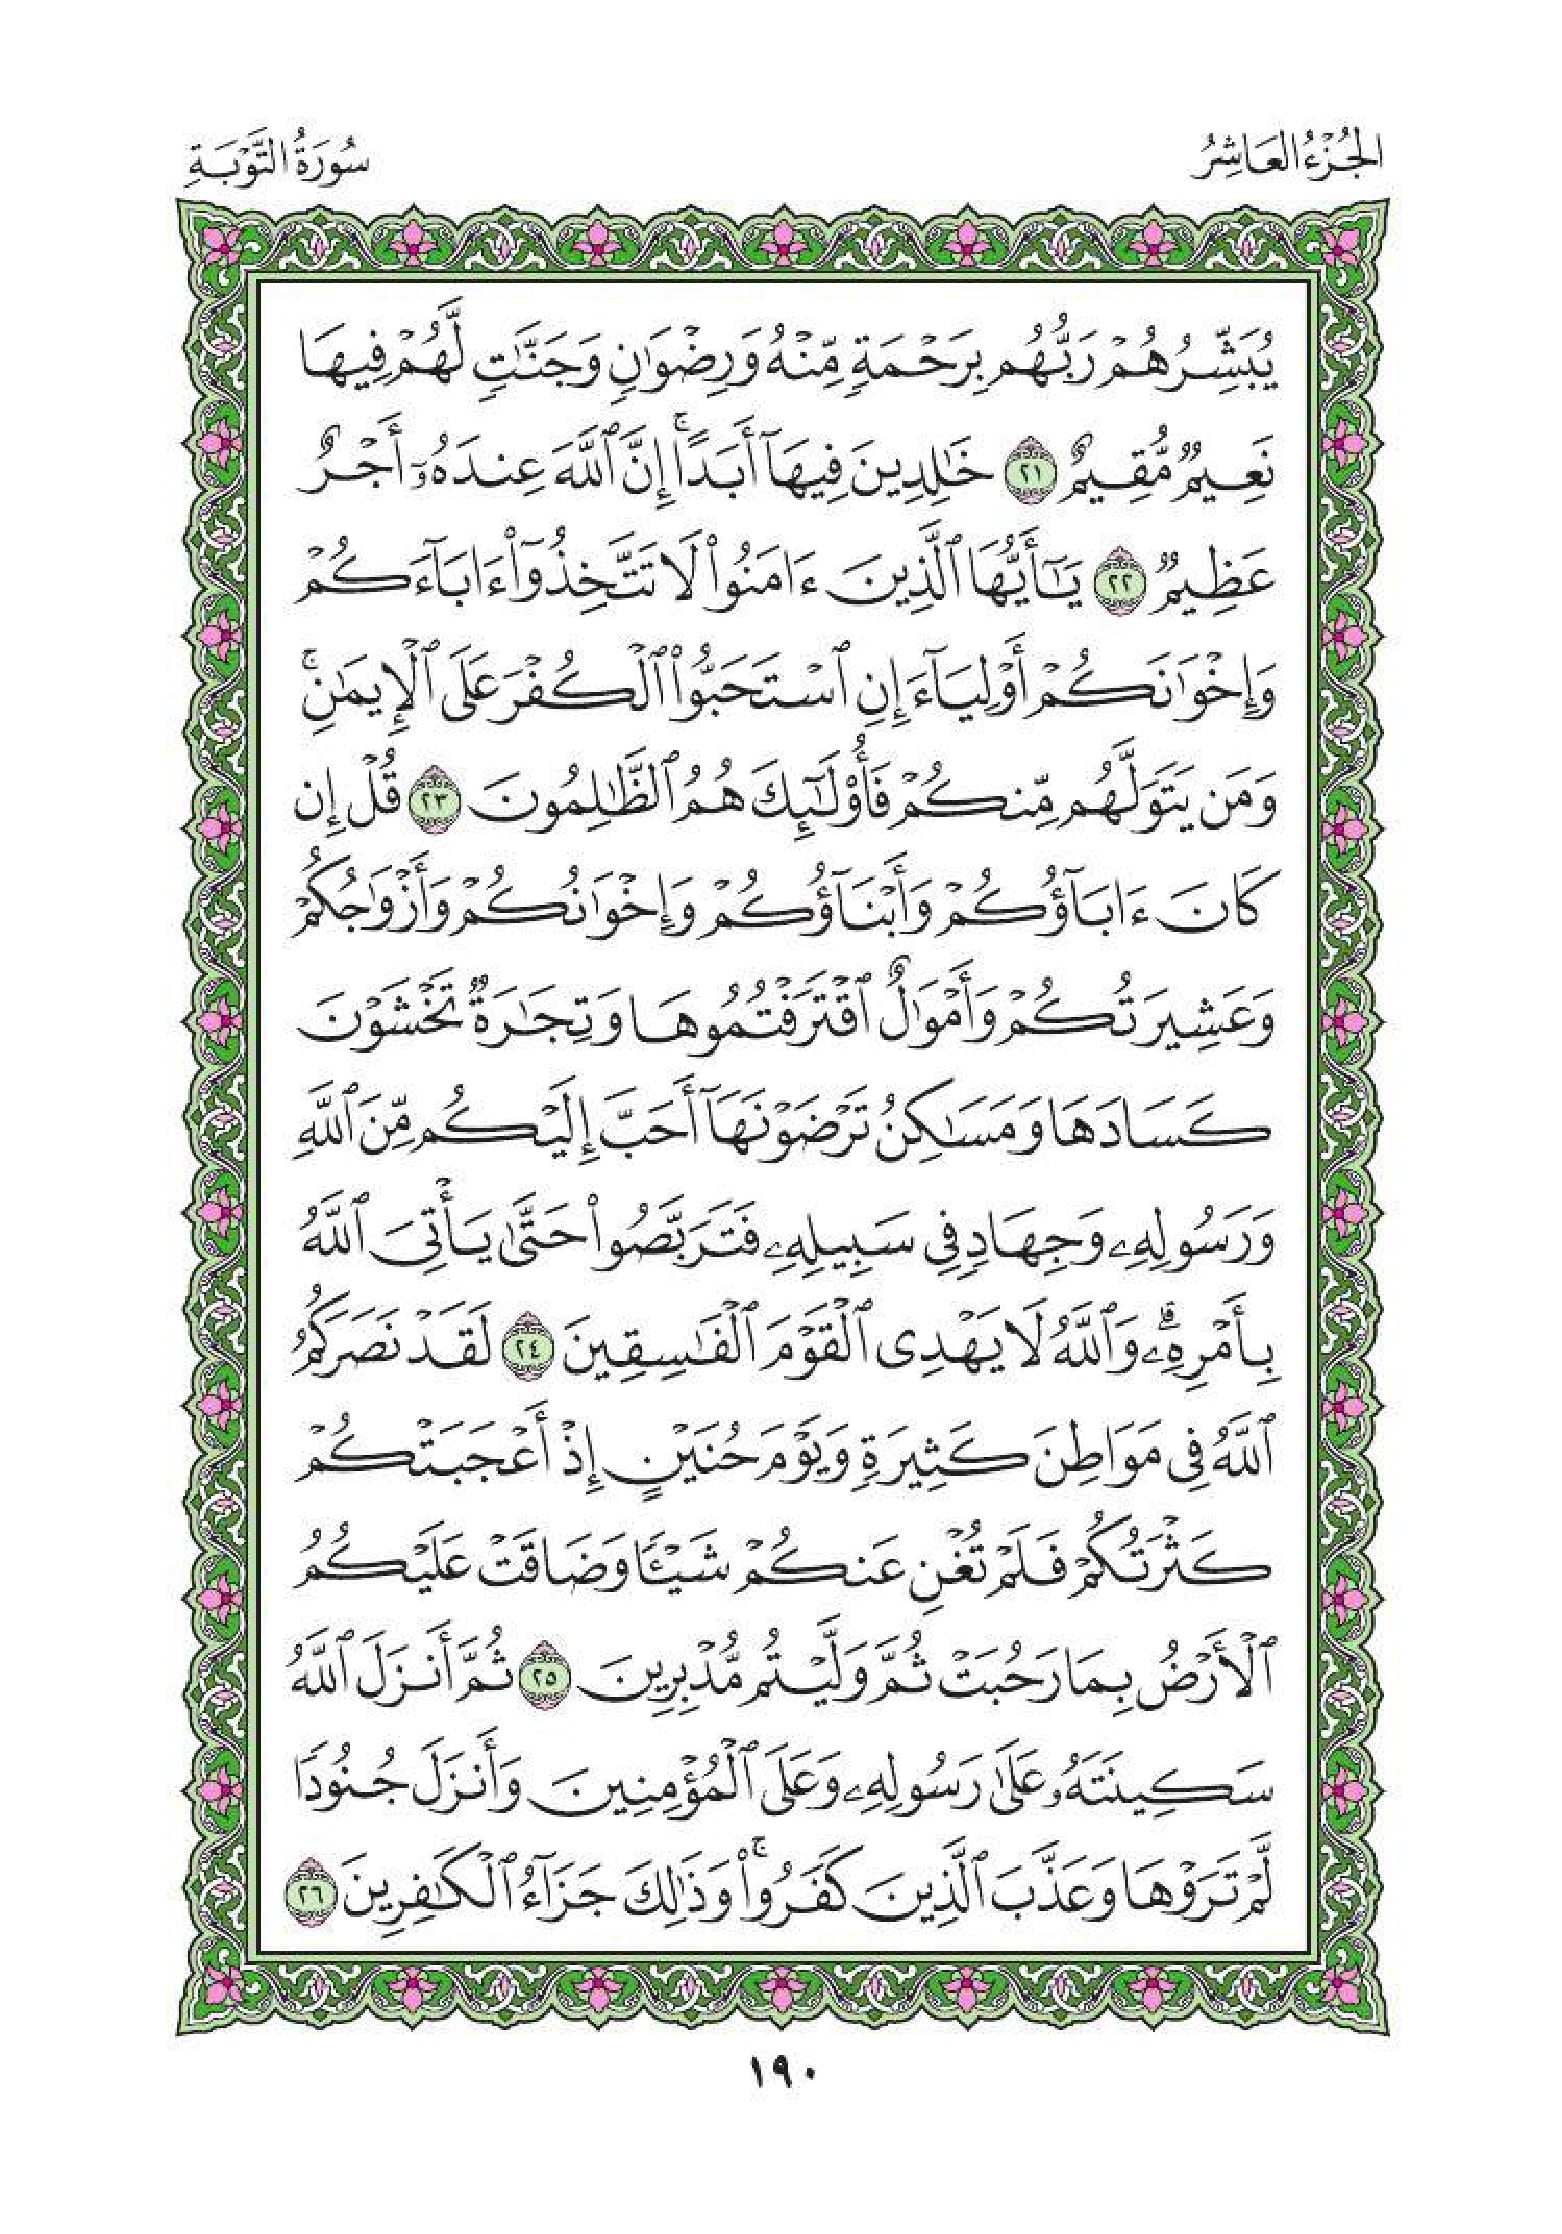 الجُزْءُ العَاشِرُ
سُورَةُ التَّوْبَةِ
يُبَشِّرُهُمْ رَبُّهُم بِرَحْمَةٍ مِّنْهُ وَرِضْوَٰنٍ وَجَنَّٰتٍ لَّهُمْ فِيهَا
نَعِيمٌ مُّقِيمٌ ٢١ خَٰلِدِينَ فِيهَآ أَبَدًا ۚ إِنَّ ٱللَّهَ عِندَهُۥٓ أَجْرٌ
عَظِيمٌ ٢٢ يَٰٓأَيُّهَا ٱلَّذِينَ ءَامَنُوا۟ لَا تَتَّخِذُوٓا۟ ءَابَآءَكُمْ
وَإِخْوَٰنَكُمْ أَوْلِيَآءَ إِنِ ٱسْتَحَبُّوا۟ ٱلْكُفْرَ عَلَى ٱلْإِيمَٰنِ ۚ
وَمَن يَتَوَلَّهُم مِّنكُمْ فَأُو۟لَٰٓئِكَ هُمُ ٱلظَّٰلِمُونَ ٢٣ قُلْ إِن
كَانَ ءَابَآؤُكُمْ وَأَبْنَآؤُكُمْ وَإِخْوَٰنُكُمْ وَأَزْوَٰجُكُمْ
وَعَشِيرَتُكُمْ وَأَمْوَٰلٌ ٱقْتَرَفْتُمُوهَا وَتِجَٰرَةٌ تَخْشَوْنَ
كَسَادَهَا وَمَسَٰكِنُ تَرْضَوْنَهَآ أَحَبَّ إِلَيْكُم مِّنَ ٱللَّهِ
وَرَسُولِهِۦ وَجِهَادٍ فِى سَبِيلِهِۦ فَتَرَبَّصُوا۟ حَتَّىٰ يَأْتِىَ ٱللَّهُ
بِأَمْرِهِۦ ۗ وَٱللَّهُ لَا يَهْدِى ٱلْقَوْمَ ٱلْفَٰسِقِينَ ٢٤ لَقَدْ نَصَرَكُمُ
ٱللَّهُ فِى مَوَاطِنَ كَثِيرَةٍ وَيَوْمَ حُنَيْنٍ إِذْ أَعْجَبَتْكُمْ
كَثْرَتُكُمْ فَلَمْ تُغْنِ عَنكُمْ شَيْـًٔا وَضَاقَتْ عَلَيْكُمُ
ٱلْأَرْضُ بِمَا رَحُبَتْ ثُمَّ وَلَّيْتُم مُّدْبِرِينَ ٢٥ ثُمَّ أَنزَلَ ٱللَّهُ
سَكِينَتَهُۥ عَلَىٰ رَسُولِهِۦ وَعَلَى ٱلْمُؤْمِنِينَ وَأَنزَلَ جُنُودًا
لَّمْ تَرَوْهَا وَعَذَّبَ ٱلَّذِينَ كَفَرُوا۟ ۚ وَذَٰلِكَ جَزَآءُ ٱلْكَٰفِرِينَ ٢٦
١٩٠